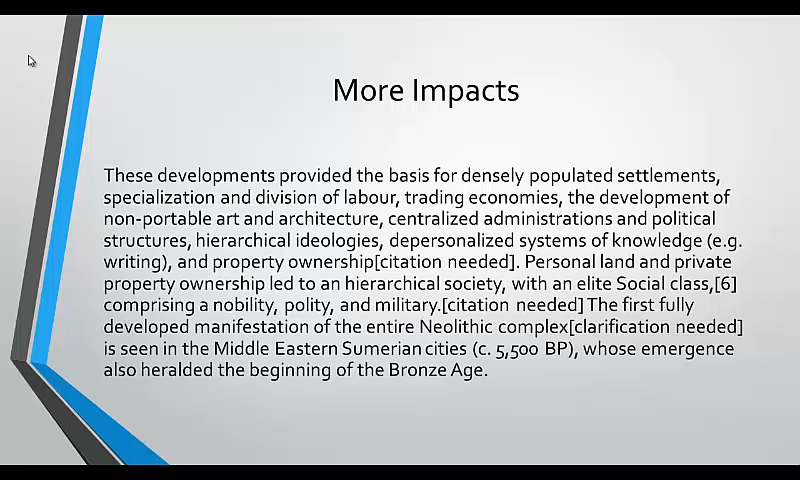 More Impacts
These developments provided the basis for densely populated settlements,
specialization and division of labour, trading economies, the development of
non-portable art and architecture, centralized administrations and political
structures, hierarchical ideologies, depersonalized systems of knowledge (e.g.
writing), and property ownership[citation needed]. Personal land and private
property ownership led to an hierarchical society, with an elite Social class,[6]
comprising a nobility, polity, and military.[citation needed] The first fully
developed manifestation of the entire Neolithic complex[clarification needed]
is seen in the Middle Eastern Sumerian cities (c. 5,500 BP), whose emergence
also heralded the beginning of the Bronze Age.